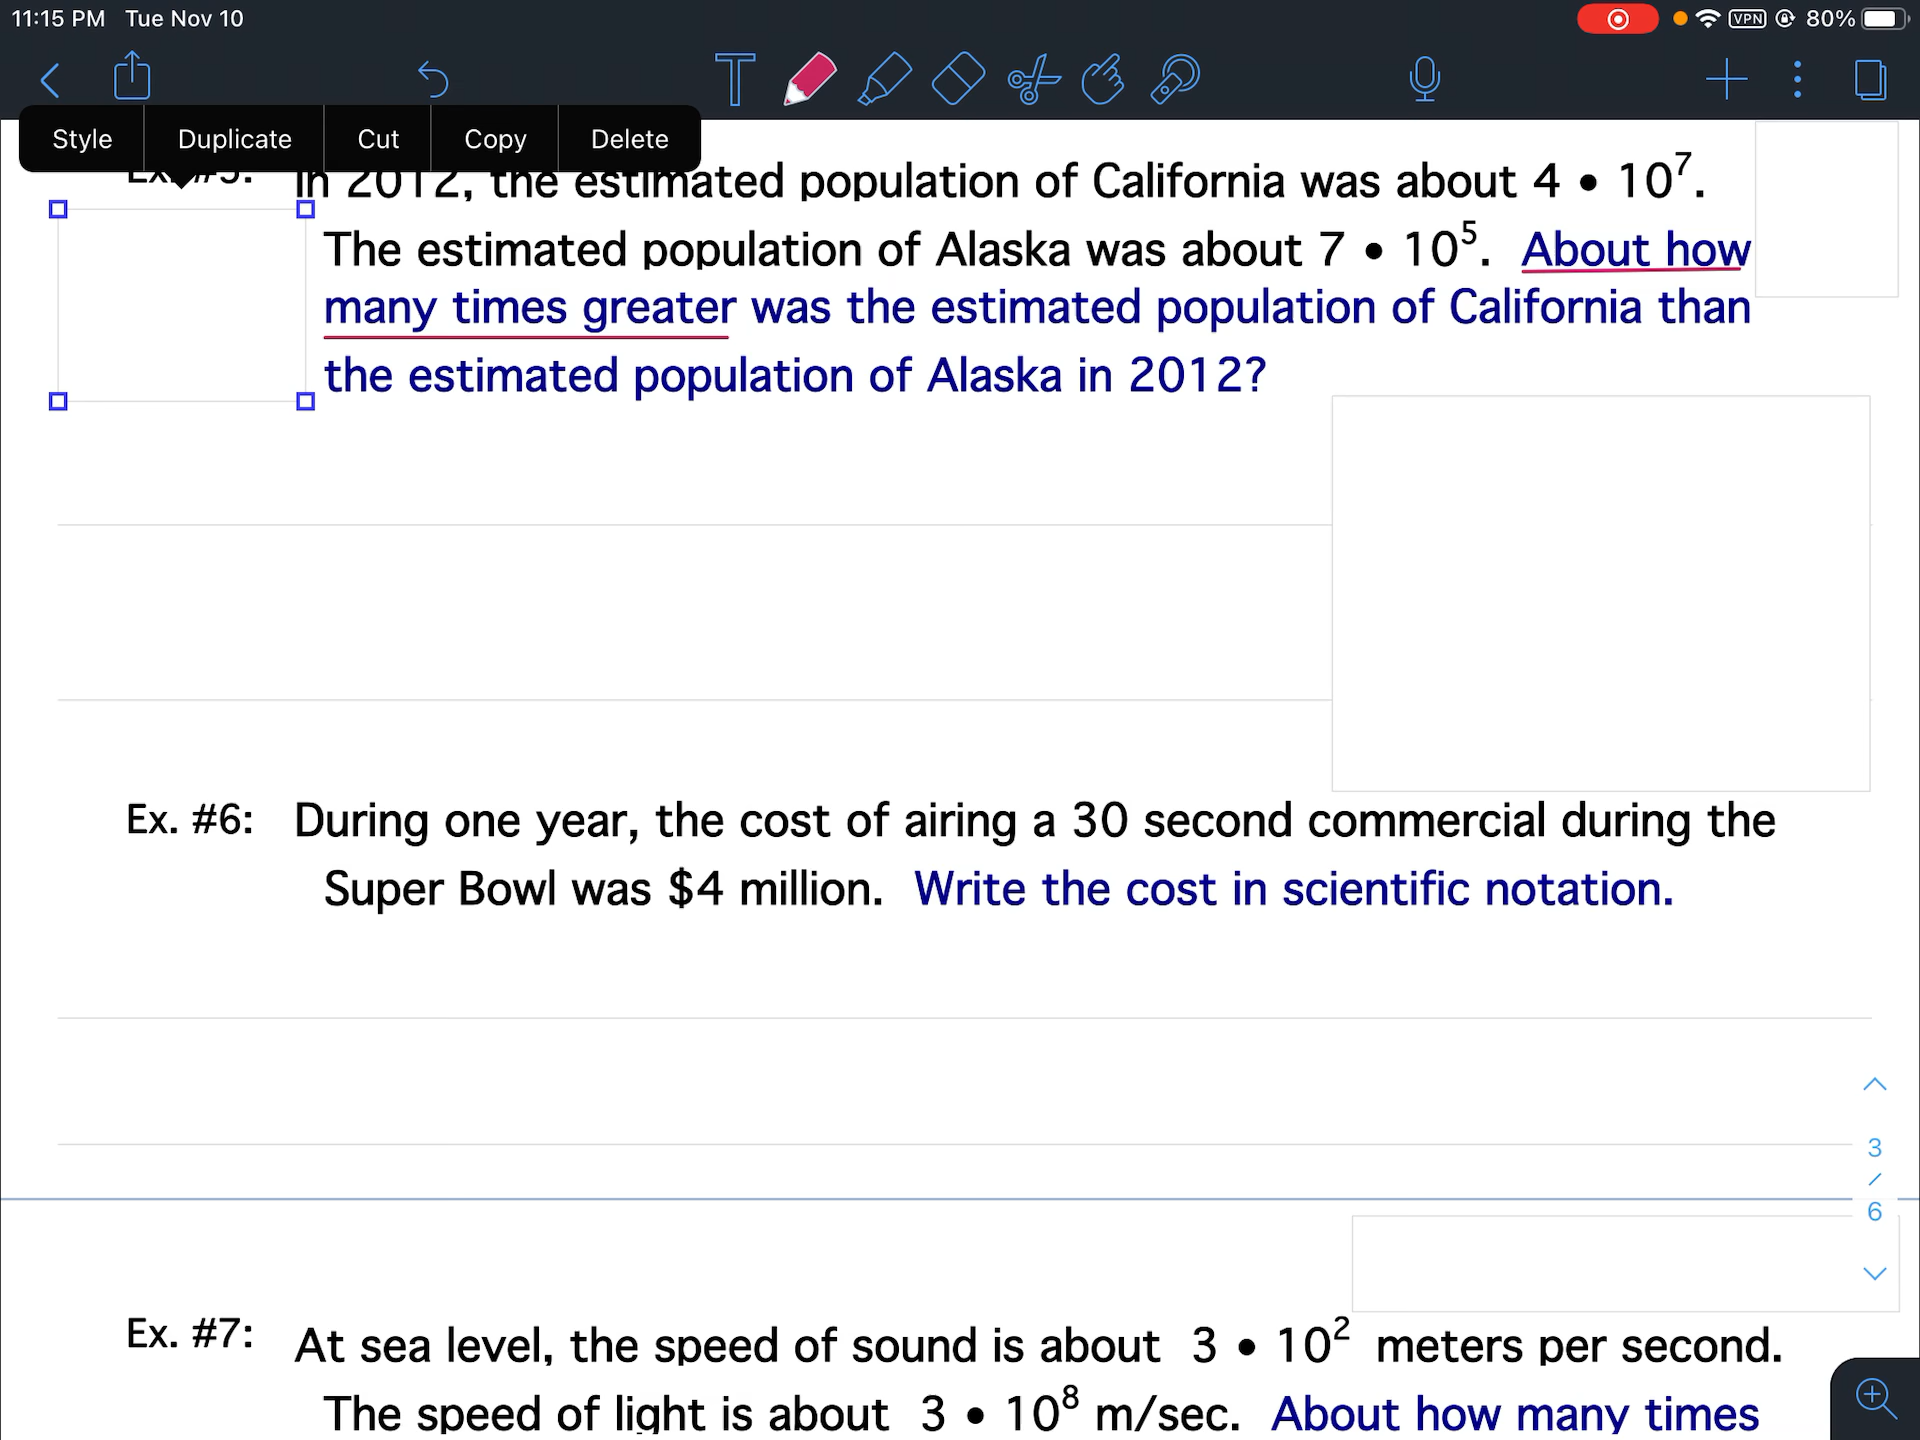 11:15 PM Tue Nov 10 VPN 80%
Style Duplicate Cut Copy Delete
Ex. #5: In 2012, the estimated population of California was about 4 • 10⁷.
The estimated population of Alaska was about 7 • 10⁵. About how
many times greater was the estimated population of California than
the estimated population of Alaska in 2012?
Ex. #6: During one year, the cost of airing a 30 second commercial during the
Super Bowl was $4 million. Write the cost in scientific notation.
3
/
6
Ex. #7: At sea level, the speed of sound is about 3 • 10² meters per second.
The speed of light is about 3 • 10⁸ m/sec. About how many times